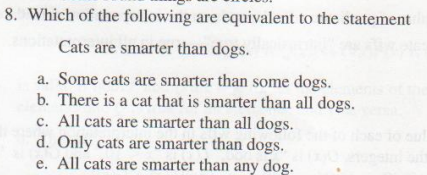 8. Which of the following are equivalent to the statement
Cats are smarter than dogs.
a. Some cats are smarter than some dogs.
b. There is a cat that is smarter than all dogs.
c. All cats are smarter than all dogs.
d. Only cats are smarter than dogs.
e. All cats are smarter than any dog.